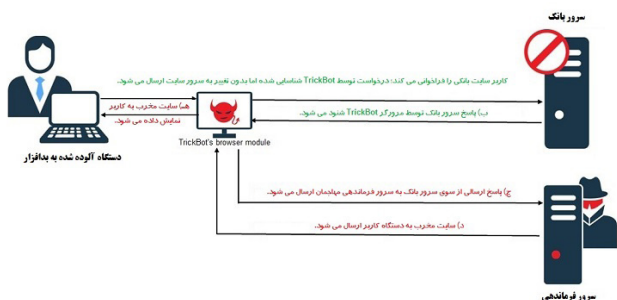 سرور بانک
کاربر سایت بانکی را فراخوانی می کند؛ درخواست توسط TrickBot شناسایی شده اما بدون تغییر به سرور سایت ارسال می شود.
هـ) سایت مخرب به کاربر
نمایش داده می شود.
ب) پاسخ سرور بانک توسط مرورگر TrickBot شنود می شود.
TrickBot's browser module
دستگاه آلوده شده به بدافزار
ج) پاسخ ارسالی از سوی سرور بانک به سرور فرماندهی مهاجمان ارسال می شود.
د) سایت مخرب به دستگاه کاربر ارسال می شود.
سرور فرماندهی